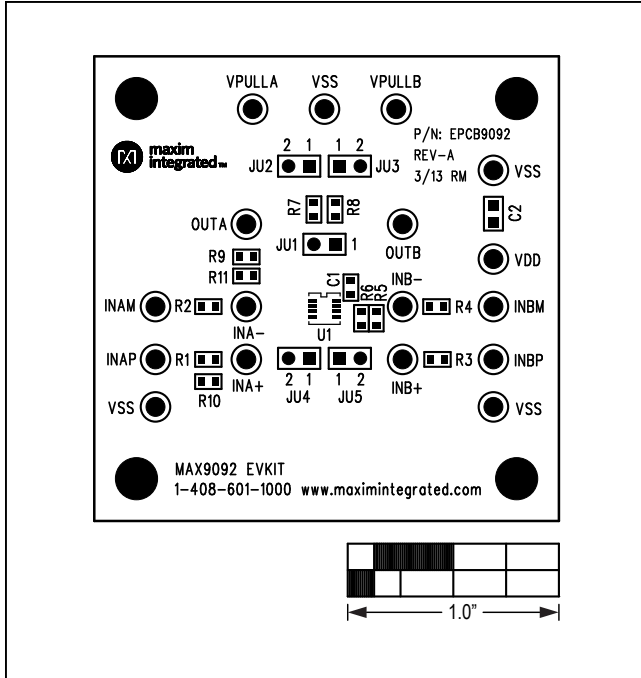 VPULLA VSS VPULLB
P/N: EPCB9092
REV-A
3/13 RM
maxim
integrated™
2 1 1 2
JU2 JU3
VSS
R7 R8
C2
OUTA
JU1 1
OUTB
R9
R11
VDD
C1
R6
R5
INB-
INAM R2 R4 INBM
INA-
U1
INAP R1 R3 INBP
INA+ INB+
R10
2 1 1 2
JU4 JU5
VSS VSS
MAX9092 EVKIT
1-408-601-1000 www.maximintegrated.com
1.0”